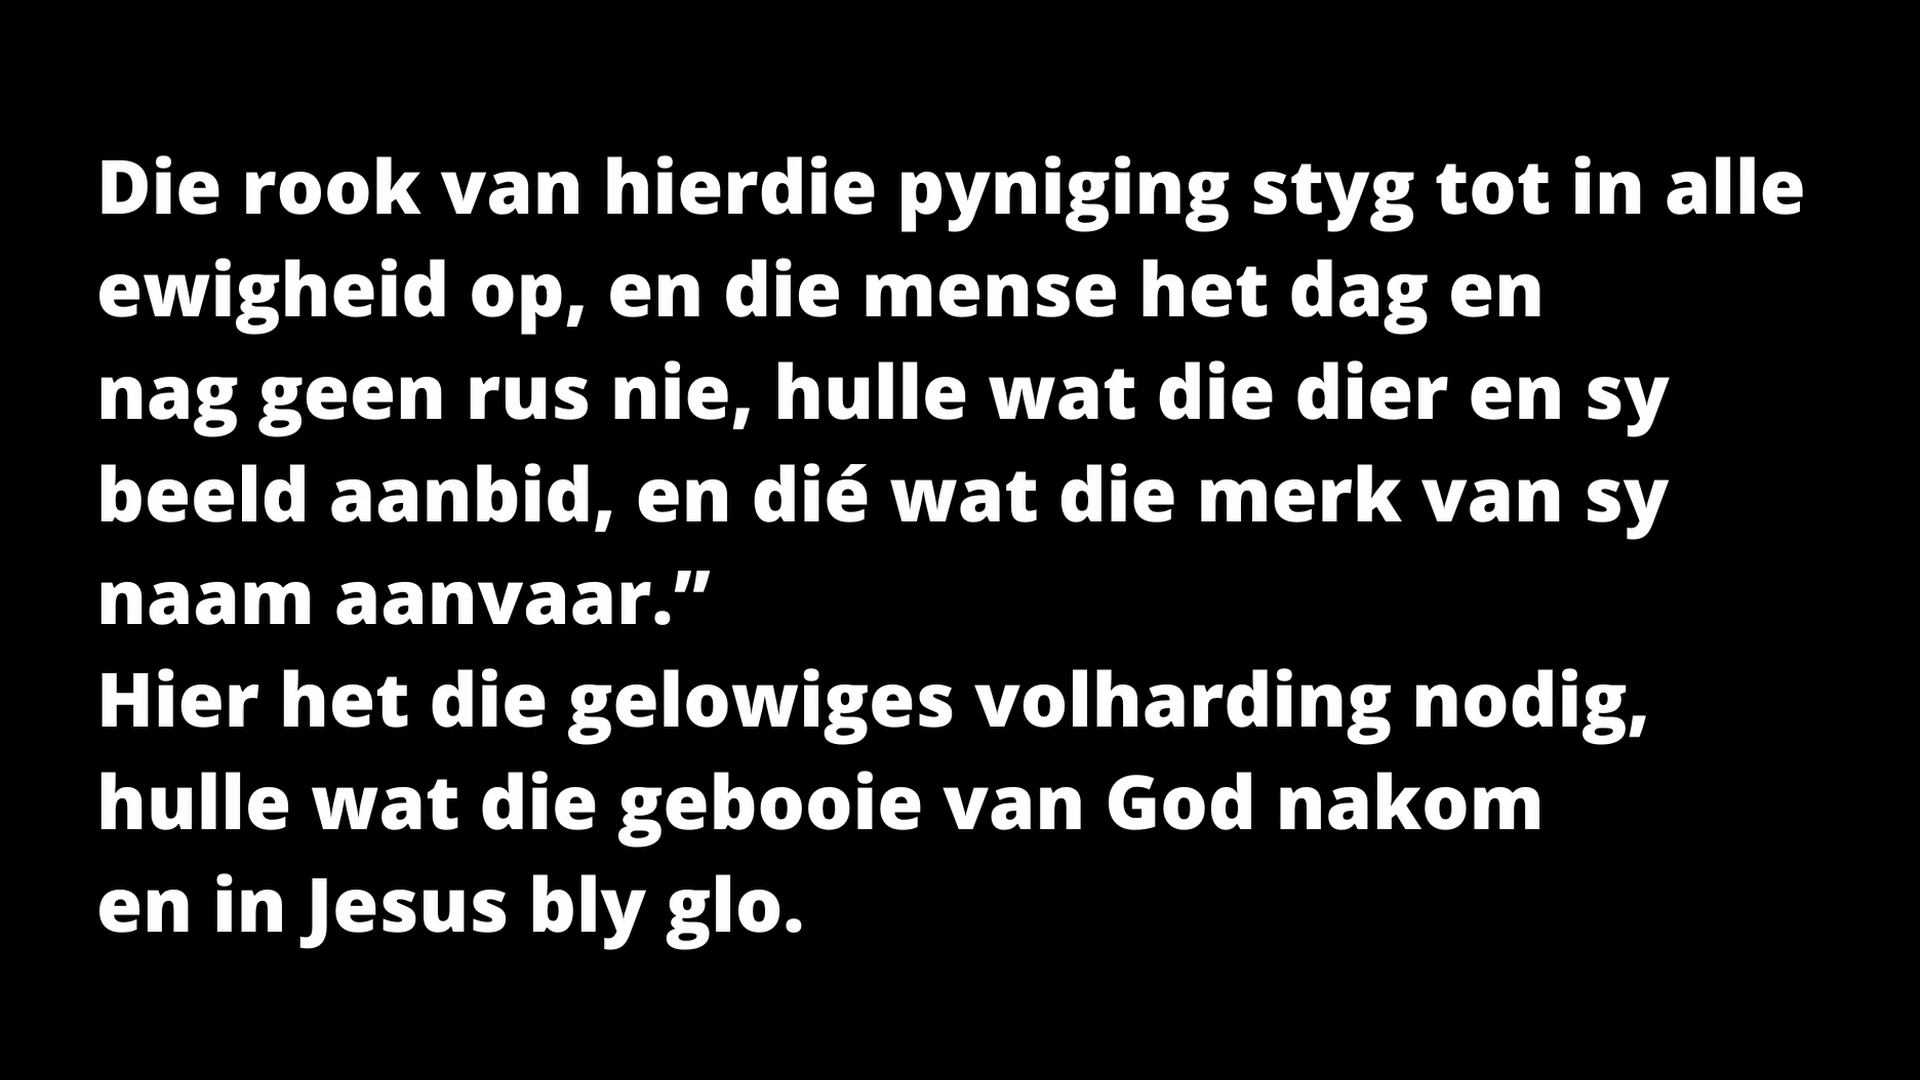 Die rook van hierdie pyniging styg tot in alle
ewigheid op, en die mense het dag en
nag geen rus nie, hulle wat die dier en sy
beeld aanbid, en dié wat die merk van sy
naam aanvaar.”
Hier het die gelowiges volharding nodig,
hulle wat die gebooie van God nakom
en in Jesus bly glo.